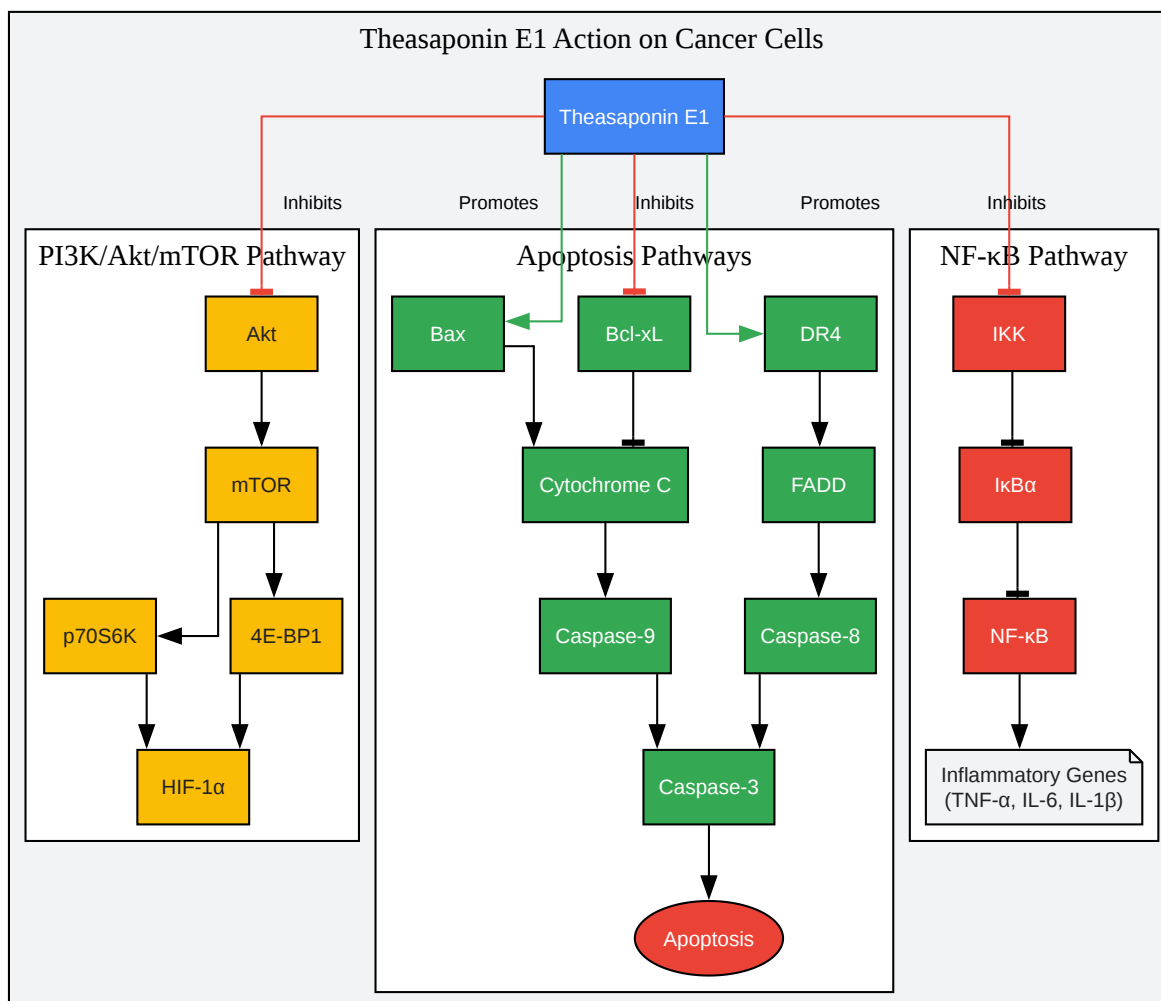 Theasaponin E1 Action on Cancer Cells
Theasaponin E1
Inhibits
Promotes
Inhibits
Promotes
Inhibits
PI3K/Akt/mTOR Pathway
Apoptosis Pathways
NF-κB Pathway
Akt
Bax
Bcl-xL
DR4
IKK
mTOR
Cytochrome C
FADD
IκBα
p70S6K
4E-BP1
Caspase-9
Caspase-8
NF-κB
HIF-1α
Caspase-3
Inflammatory Genes
(TNF-α, IL-6, IL-1β)
Apoptosis